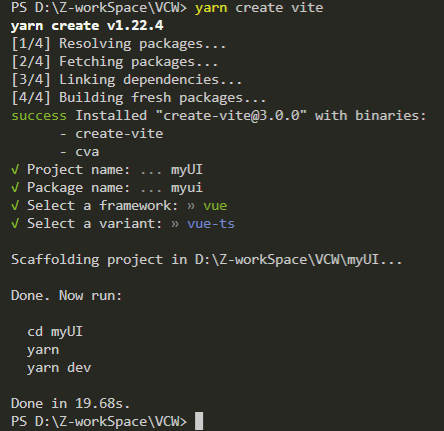 PS D:\Z-workSpace\VCW> yarn create vite
yarn create v1.22.4
[1/4] Resolving packages...
[2/4] Fetching packages...
[3/4] Linking dependencies...
[4/4] Building fresh packages...
success Installed "create-vite@3.0.0" with binaries:
- create-vite
- cva
√ Project name: ... myUI
√ Package name: ... myui
√ Select a framework: » vue
√ Select a variant: » vue-ts
Scaffolding project in D:\Z-workSpace\VCW\myUI...
Done. Now run:
cd myUI
yarn
yarn dev
Done in 19.68s.
PS D:\Z-workSpace\VCW>